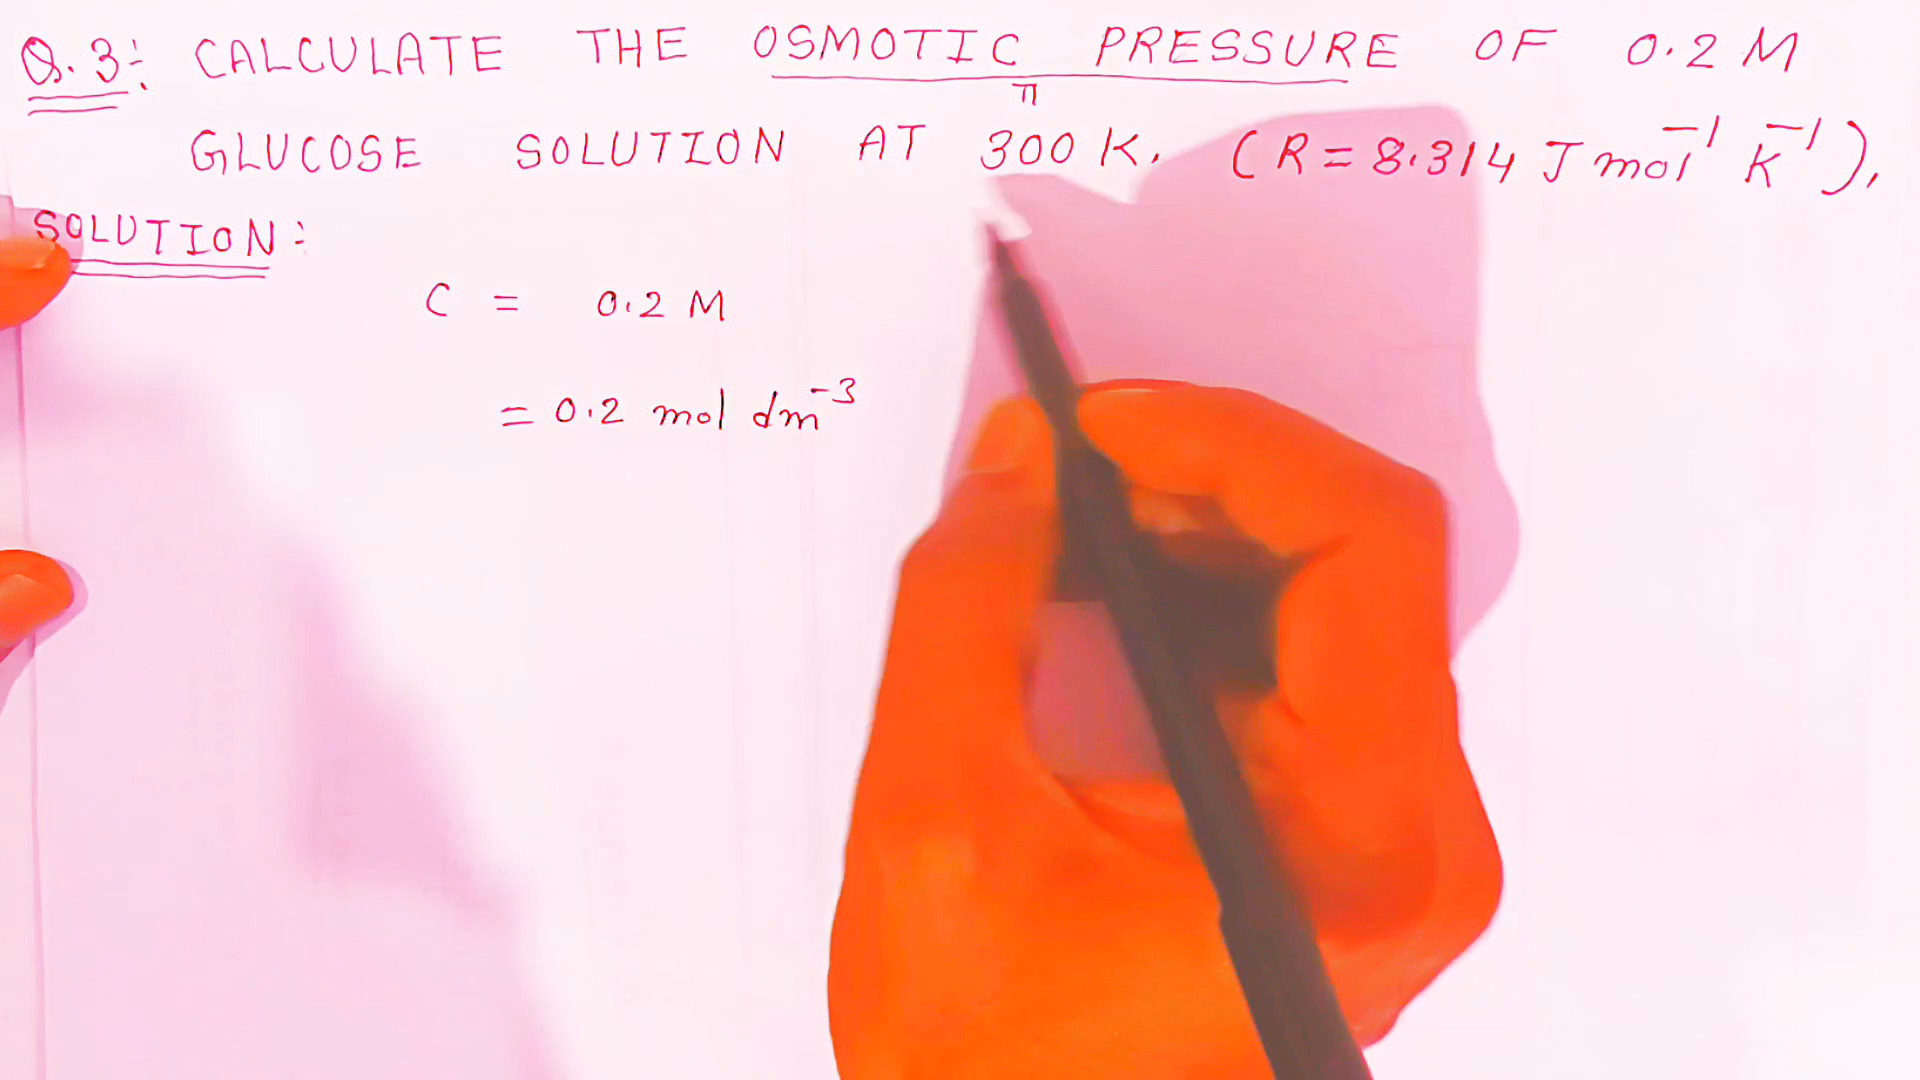 Q.3:- CALCULATE THE OSMOTIC PRESSURE OF 0.2 M
π
GLUCOSE SOLUTION AT 300 K. (R = 8.314 J mol⁻¹ K⁻¹).
SOLUTION:
C = 0.2 M
= 0.2 mol dm⁻³